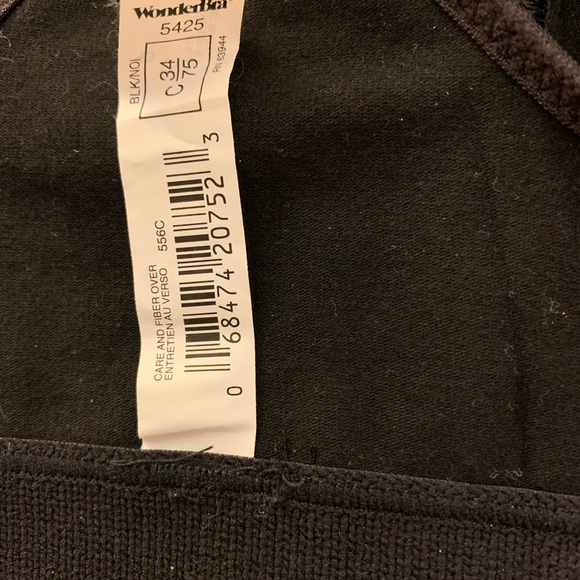 WonderBra
5425
BLK/NOI
C 34
75
RN 63944
0 68474 20752 3
556C
CARE AND FIBER OVER
ENTRETIEN AU VERSO